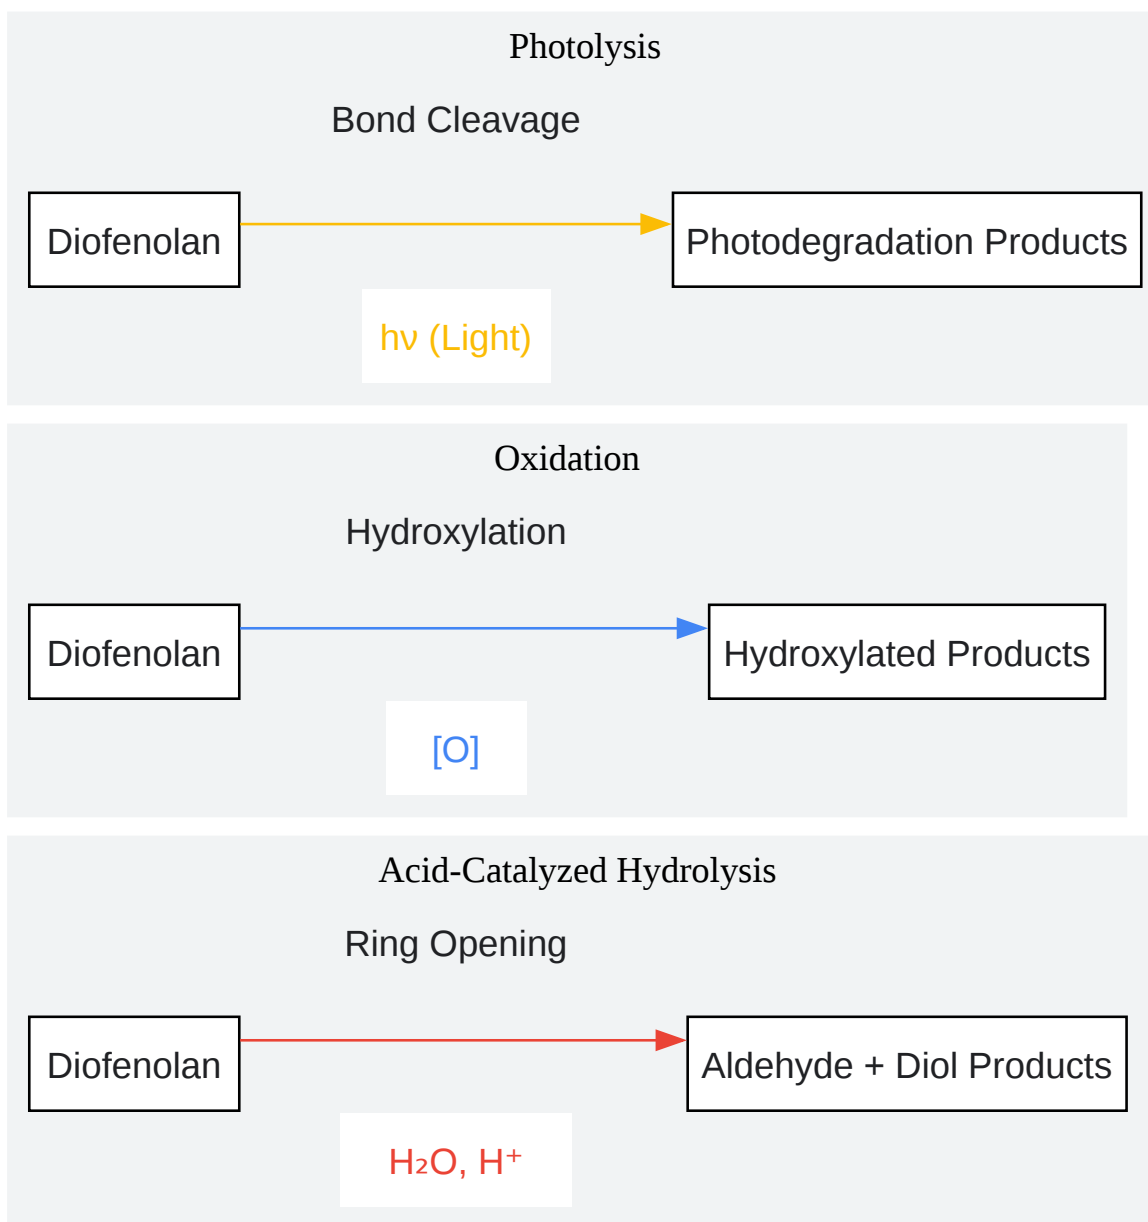 Photolysis
Bond Cleavage
Diofenolan
Photodegradation Products
hν (Light)
Oxidation
Hydroxylation
Diofenolan
Hydroxylated Products
[O]
Acid-Catalyzed Hydrolysis
Ring Opening
Diofenolan
Aldehyde + Diol Products
H₂O, H⁺